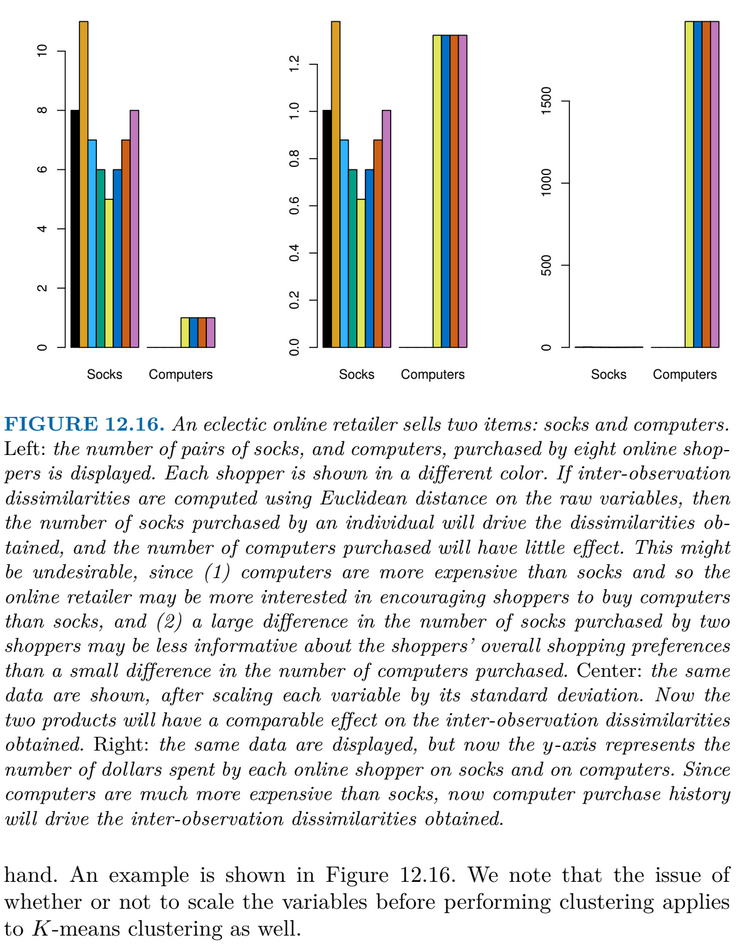 10
8
6
4
2
0
Socks
Computers
1.2
1.0
0.8
0.6
0.4
0.2
0.0
Socks
Computers
1500
1000
500
0
Socks
Computers
FIGURE 12.16. An eclectic online retailer sells two items: socks and computers.
Left: the number of pairs of socks, and computers, purchased by eight online shop-
pers is displayed. Each shopper is shown in a different color. If inter-observation
dissimilarities are computed using Euclidean distance on the raw variables, then
the number of socks purchased by an individual will drive the dissimilarities ob-
tained, and the number of computers purchased will have little effect. This might
be undesirable, since (1) computers are more expensive than socks and so the
online retailer may be more interested in encouraging shoppers to buy computers
than socks, and (2) a large difference in the number of socks purchased by two
shoppers may be less informative about the shoppers' overall shopping preferences
than a small difference in the number of computers purchased. Center: the same
data are shown, after scaling each variable by its standard deviation. Now the
two products will have a comparable effect on the inter-observation dissimilarities
obtained. Right: the same data are displayed, but now the y-axis represents the
number of dollars spent by each online shopper on socks and on computers. Since
computers are much more expensive than socks, now computer purchase history
will drive the inter-observation dissimilarities obtained.
hand. An example is shown in Figure 12.16. We note that the issue of
whether or not to scale the variables before performing clustering applies
to K-means clustering as well.